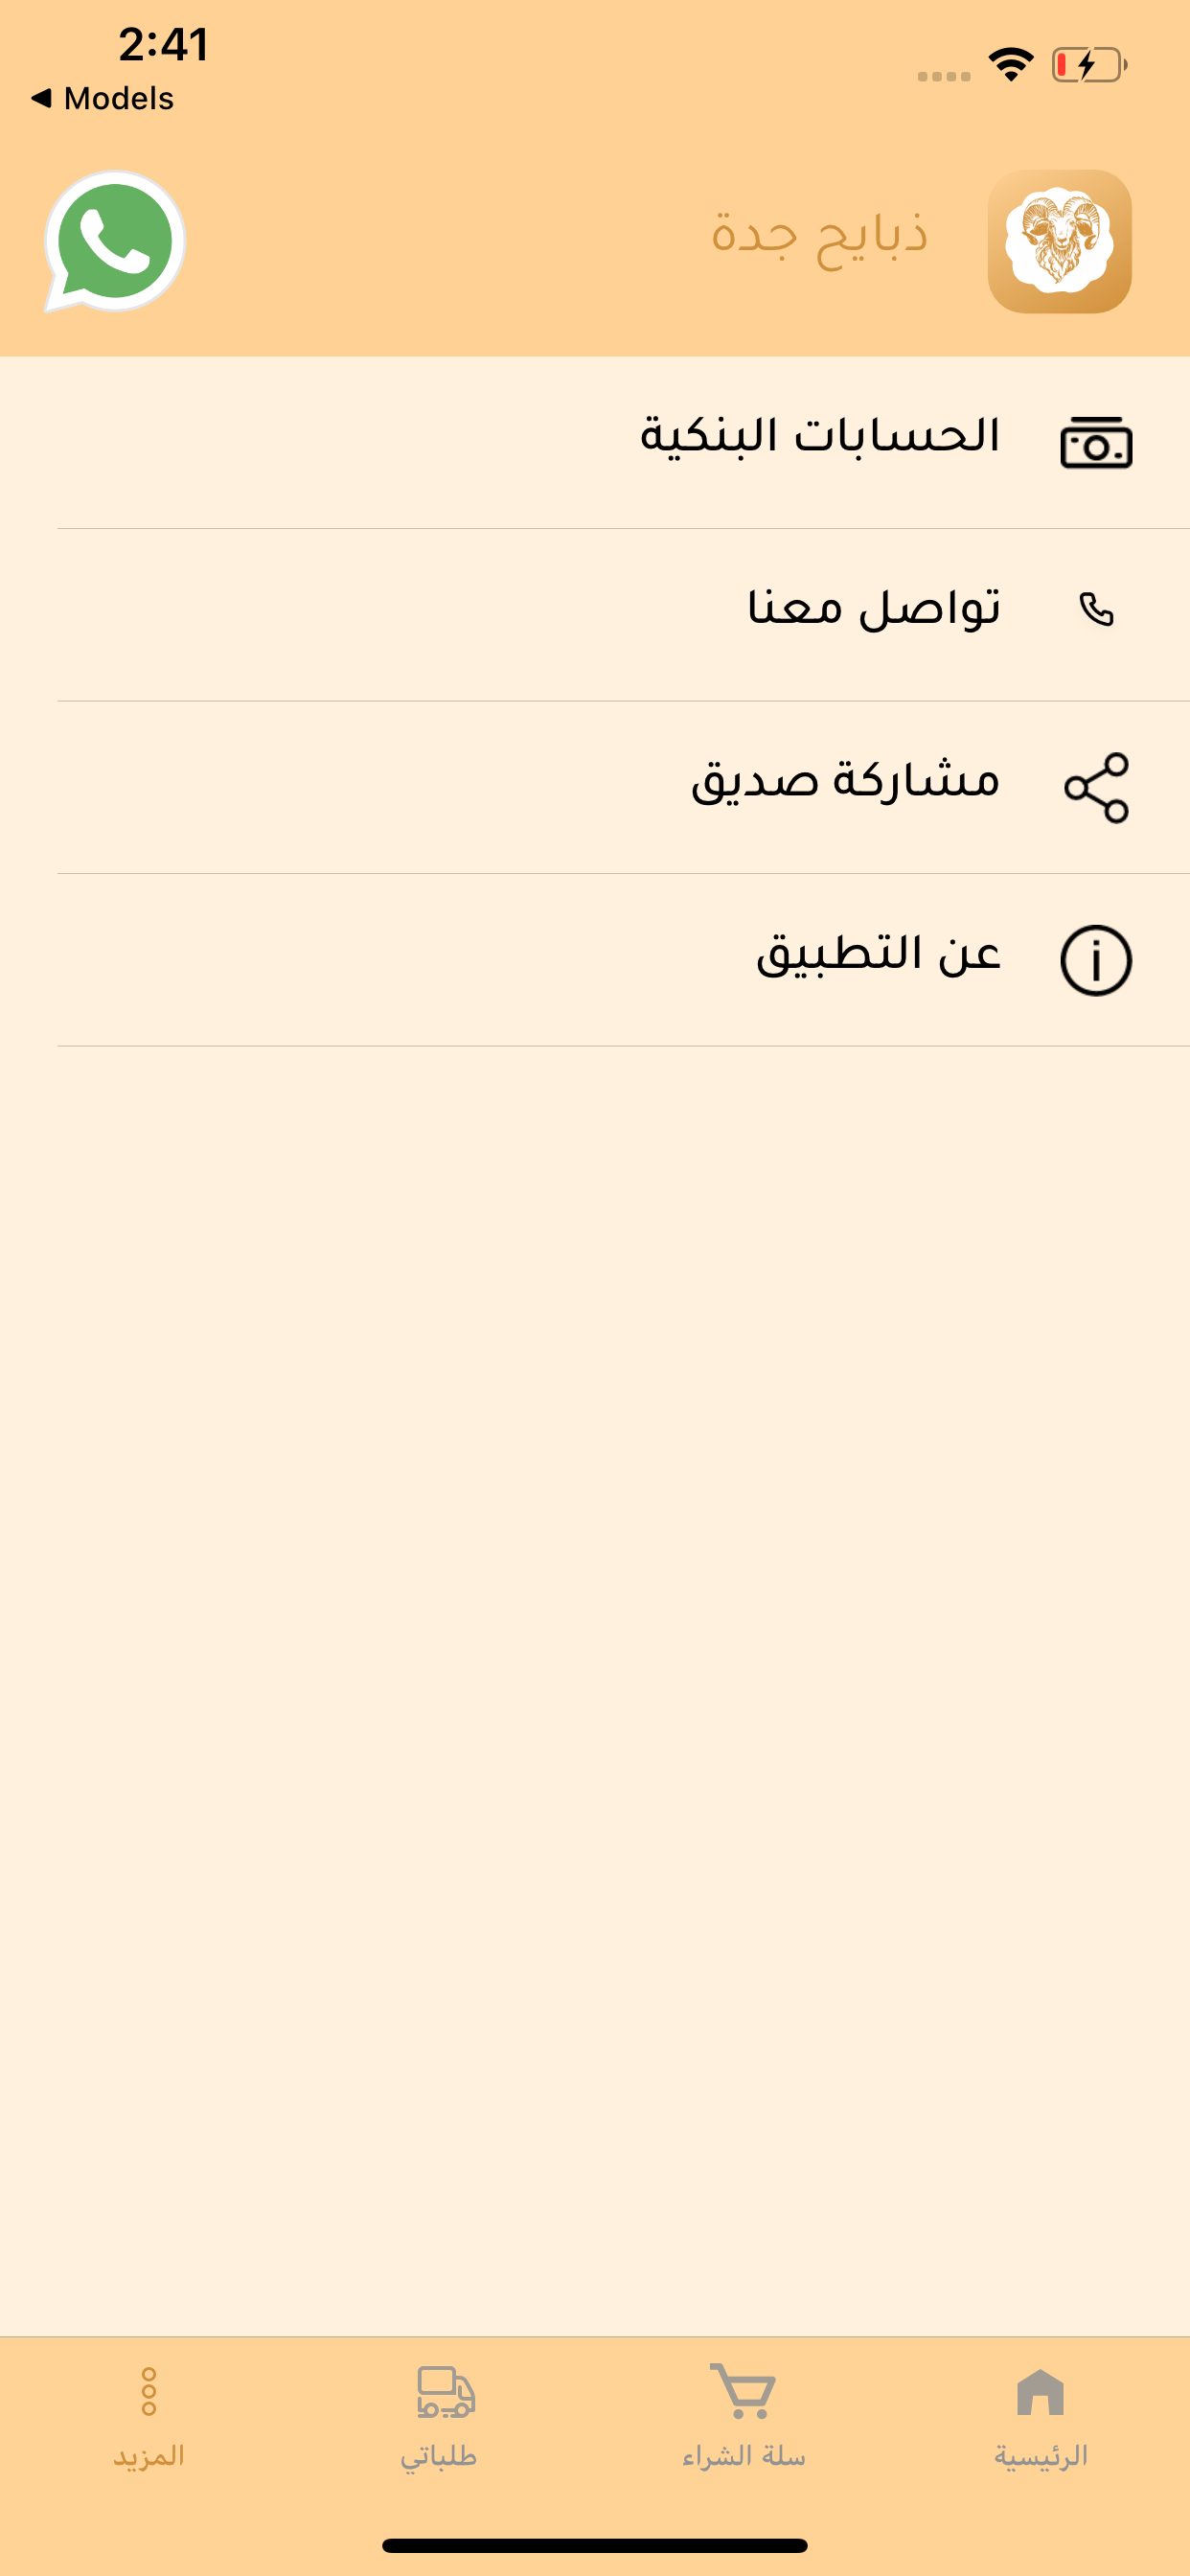 2:41
◀ Models
ذبايح جدة
الحسابات البنكية
تواصل معنا
مشاركة صديق
عن التطبيق
الرئيسية
سلة الشراء
طلباتي
المزيد